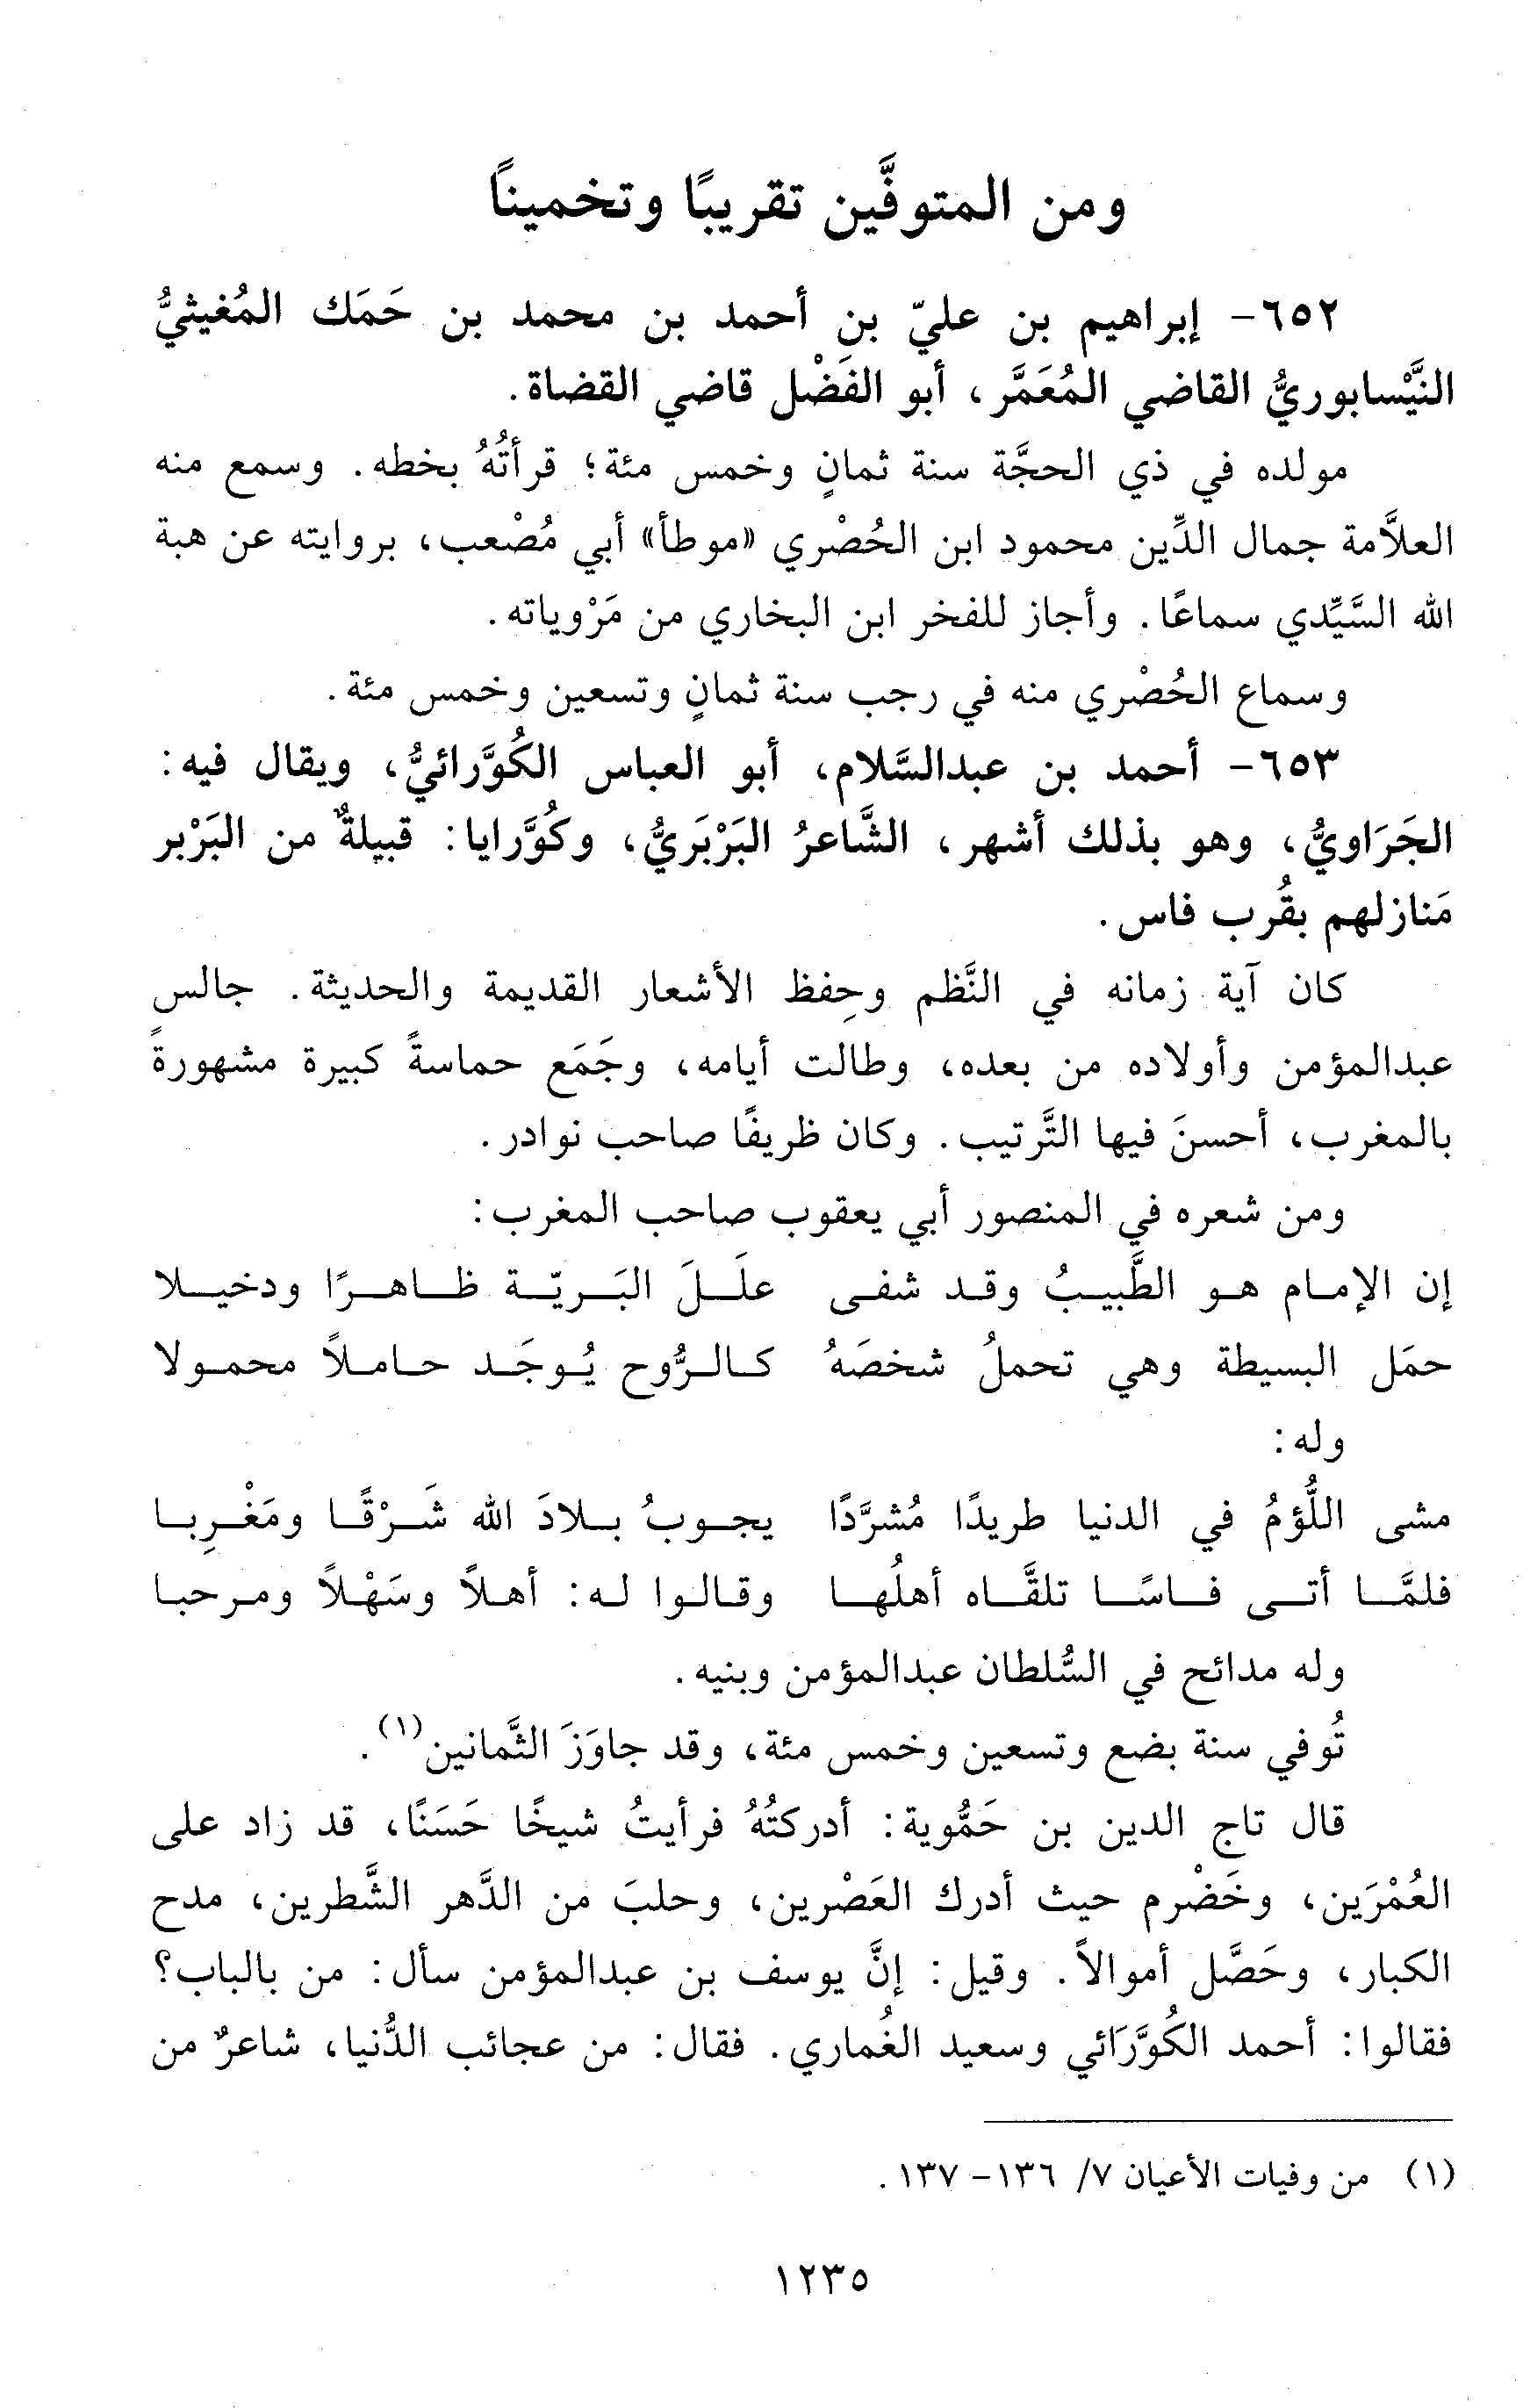 ومن المتوفَّين تقريبًا وتخمينًا
٦٥٢- إبراهيم بن عليّ بن أحمد بن محمد بن حَمَك المُغيثيُّ
النَّيْسابوريُّ القاضي المُعَمَّر، أبو الفَضْل قاضي القضاة.
مولده في ذي الحجَّة سنة ثمانٍ وخمس مئة؛ قرأتُهُ بخطه. وسمع منه
العلاَّمة جمال الدِّين محمود ابن الحُصْري «موطأ» أبي مُصْعب، بروايته عن هبة
الله السَّيِّدي سماعًا. وأجاز للفخر ابن البخاري من مَرْوياته.
وسماع الحُصْري منه في رجب سنة ثمانٍ وتسعين وخمس مئة.
٦٥٣- أحمد بن عبدالسَّلام، أبو العباس الكُوَّرائيُّ، ويقال فيه:
الجَرَاويُّ، وهو بذلك أشهر، الشَّاعرُ البَرْبَريُّ، وكُوَّرايا: قبيلةٌ من البَرْبر
مَنازلهم بقُرب فاس.
كان آية زمانه في النَّظم وحِفظ الأشعار القديمة والحديثة. جالس
عبدالمؤمن وأولاده من بعده، وطالت أيامه، وجَمَع حماسةً كبيرة مشهورةً
بالمغرب، أحسنَ فيها التَّرتيب. وكان ظريفًا صاحب نوادر.
ومن شعره في المنصور أبي يعقوب صاحب المغرب:
إن الإمام هو الطَّبيبُ وقد شفى علَلَ البَريّة ظاهرًا ودخيلا
حمَل البسيطة وهي تحملُ شخصَهُ كالرُّوح يُوجَد حاملاً محمولا
وله:
مشى اللُّؤمُ في الدنيا طريدًا مُشرَّدًا يجوبُ بلادَ الله شَرْقًا ومَغْرِبا
فلمَّا أتى فاسًا تلقَّاه أهلُها وقالوا له: أهلاً وسَهْلاً ومرحبا
وله مدائح في السُّلطان عبدالمؤمن وبنيه.
تُوفي سنة بضع وتسعين وخمس مئة، وقد جاوَزَ الثَّمانين(١).
قال تاج الدين بن حَمُّوية: أدركتُهُ فرأيتُ شيخًا حَسَنًا، قد زاد على
العُمْرَين، وخَضْرم حيث أدرك العَصْرين، وحلبَ من الدَّهر الشَّطرين، مدح
الكبار، وحَصَّل أموالاً. وقيل: إنَّ يوسف بن عبدالمؤمن سأل: من بالباب؟
فقالوا: أحمد الكُوَّرَائي وسعيد الغُماري. فقال: من عجائب الدُّنيا، شاعرٌ من
(١) من وفيات الأعيان ٧/ ١٣٦- ١٣٧.
١٢٣٥